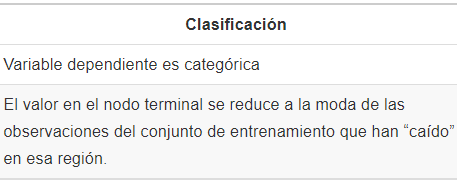 Clasificación
Variable dependiente es categórica
El valor en el nodo terminal se reduce a la moda de las
observaciones del conjunto de entrenamiento que han “caído”
en esa región.